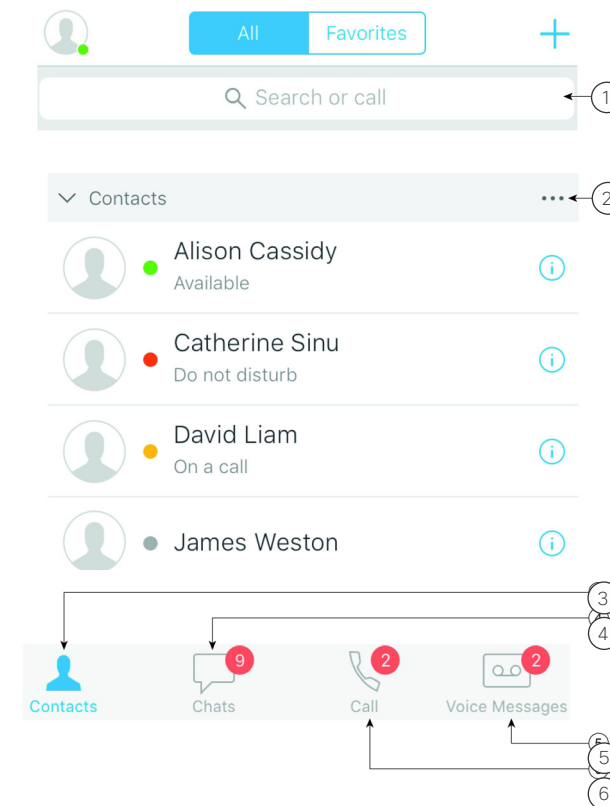 All Favorites
Search or call 1
Contacts 2
Alison Cassidy
Available
Catherine Sinu
Do not disturb
David Liam
On a call
James Weston
3
4
9 2 2
Contacts Chats Call Voice Messages
5
6